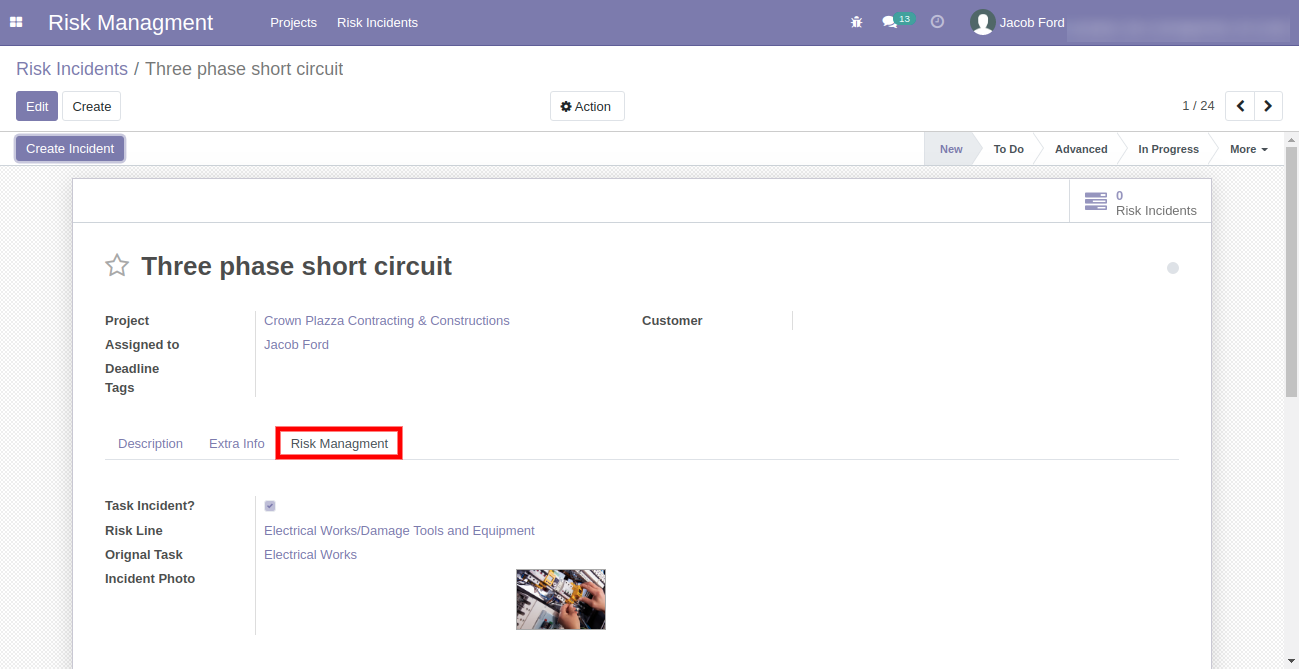 Risk Managment Projects Risk Incidents 13 Jacob Ford
Risk Incidents / Three phase short circuit
Edit Create Action 1 / 24
Create Incident New To Do Advanced In Progress More
0
Risk Incidents
Three phase short circuit
Project Crown Plazza Contracting & Constructions Customer
Assigned to Jacob Ford
Deadline
Tags
Description Extra Info Risk Managment
Task Incident?
Risk Line Electrical Works/Damage Tools and Equipment
Orignal Task Electrical Works
Incident Photo